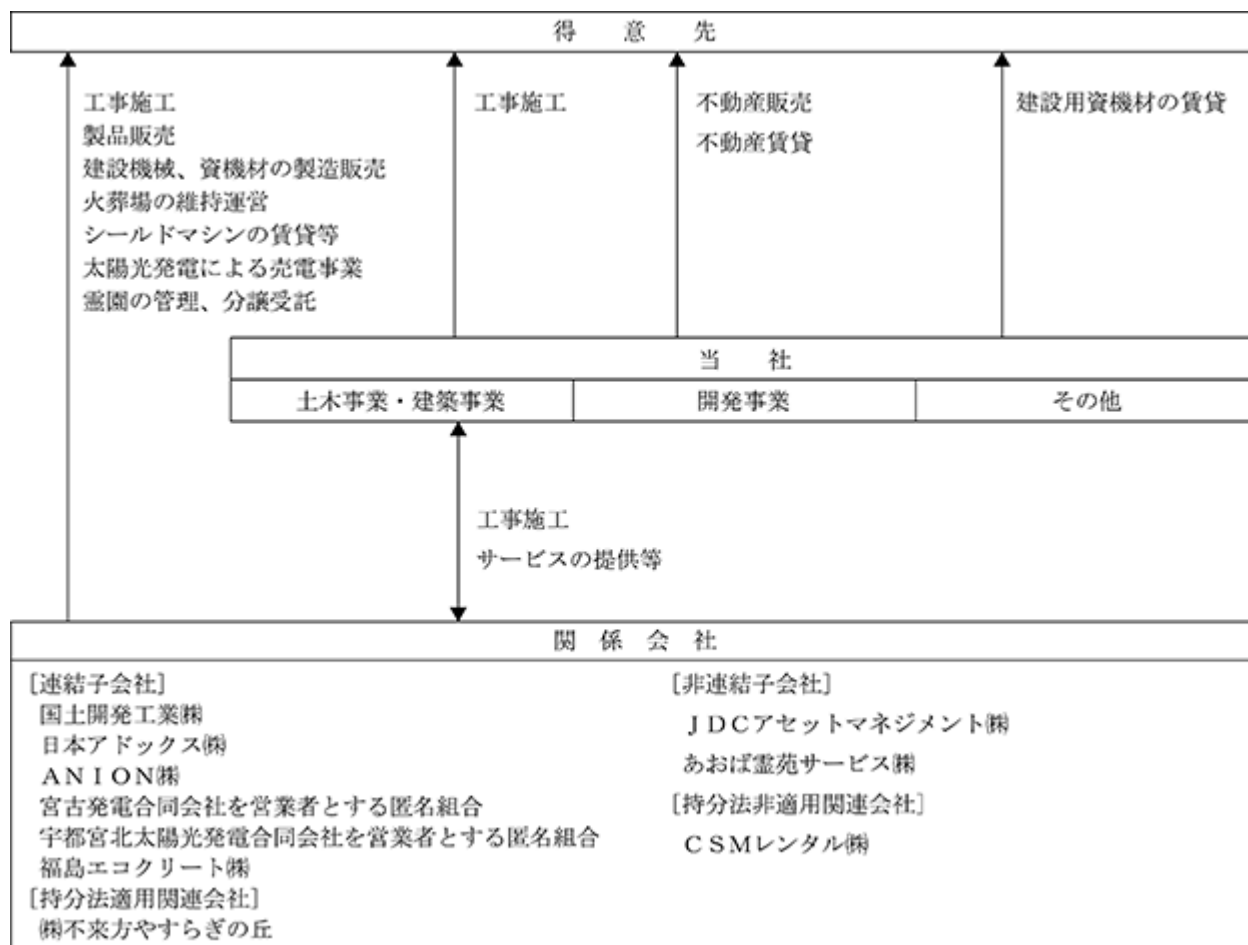 得意先
工事施工
製品販売
建設機械、資機材の製造販売
火葬場の維持運営
シールドマシンの賃貸等
太陽光発電による売電事業
霊園の管理、分譲受託
工事施工
不動産販売
不動産賃貸
建設用資機材の賃貸
当社
土木事業・建築事業
開発事業
その他
工事施工
サービスの提供等
関係会社
[連結子会社]
国土開発工業㈱
日本アドックス㈱
ＡＮＩＯＮ㈱
宮古発電合同会社を営業者とする匿名組合
宇都宮北太陽光発電合同会社を営業者とする匿名組合
福島エコクリート㈱
[持分法適用関連会社]
㈱不来方やすらぎの丘
[非連結子会社]
ＪＤＣアセットマネジメント㈱
あおば霊苑サービス㈱
[持分法非適用関連会社]
ＣＳＭレンタル㈱